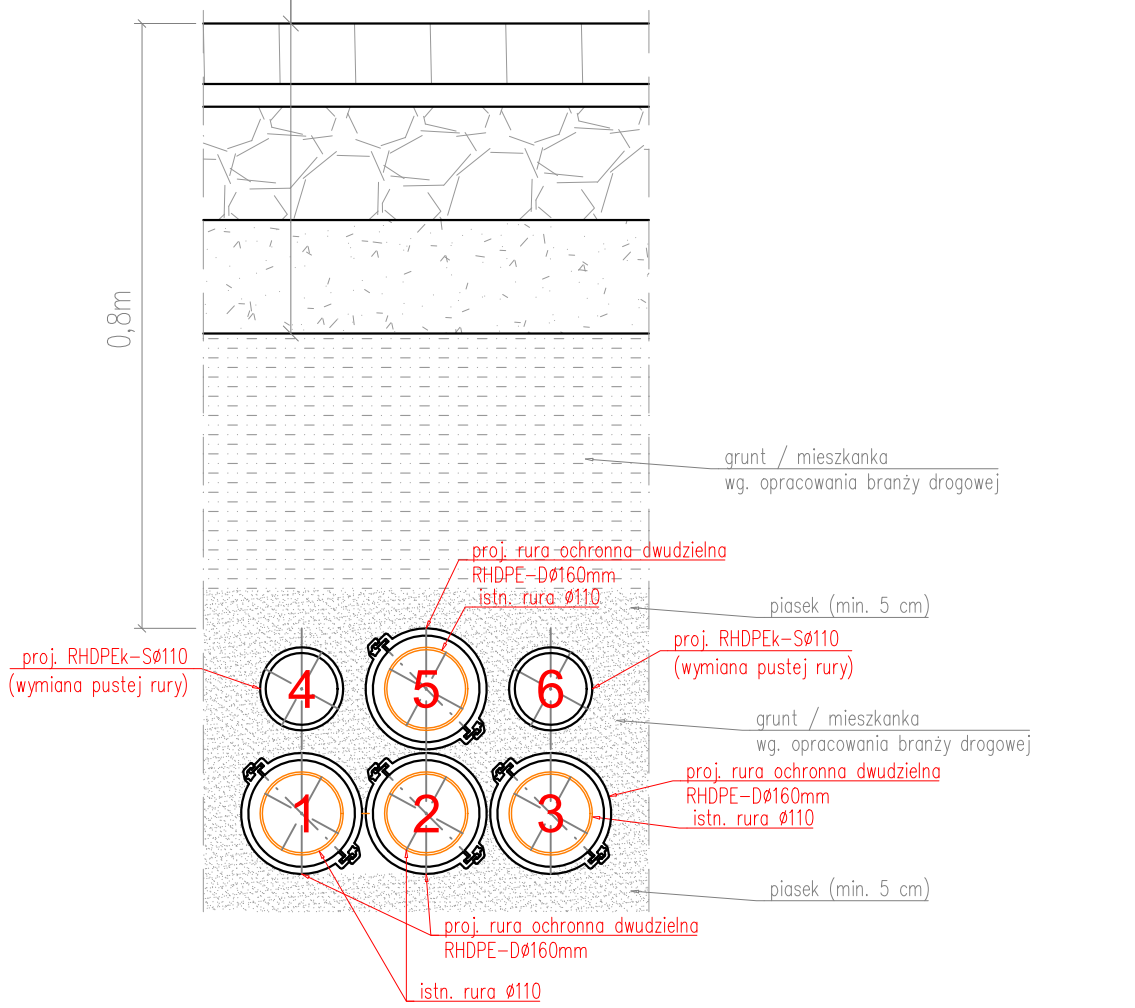 0,8m
grunt / mieszkanka
wg. opracowania branży drogowej
proj. rura ochronna dwudzielna
RHDPE-DØ160mm
istn. rura Ø110
piasek (min. 5 cm)
proj. RHDPEk-SØ110
(wymiana pustej rury)
4
5
6
proj. RHDPEk-SØ110
(wymiana pustej rury)
grunt / mieszkanka
wg. opracowania branży drogowej
proj. rura ochronna dwudzielna
RHDPE-DØ160mm
istn. rura Ø110
1
2
3
piasek (min. 5 cm)
proj. rura ochronna dwudzielna
RHDPE-DØ160mm
istn. rura Ø110